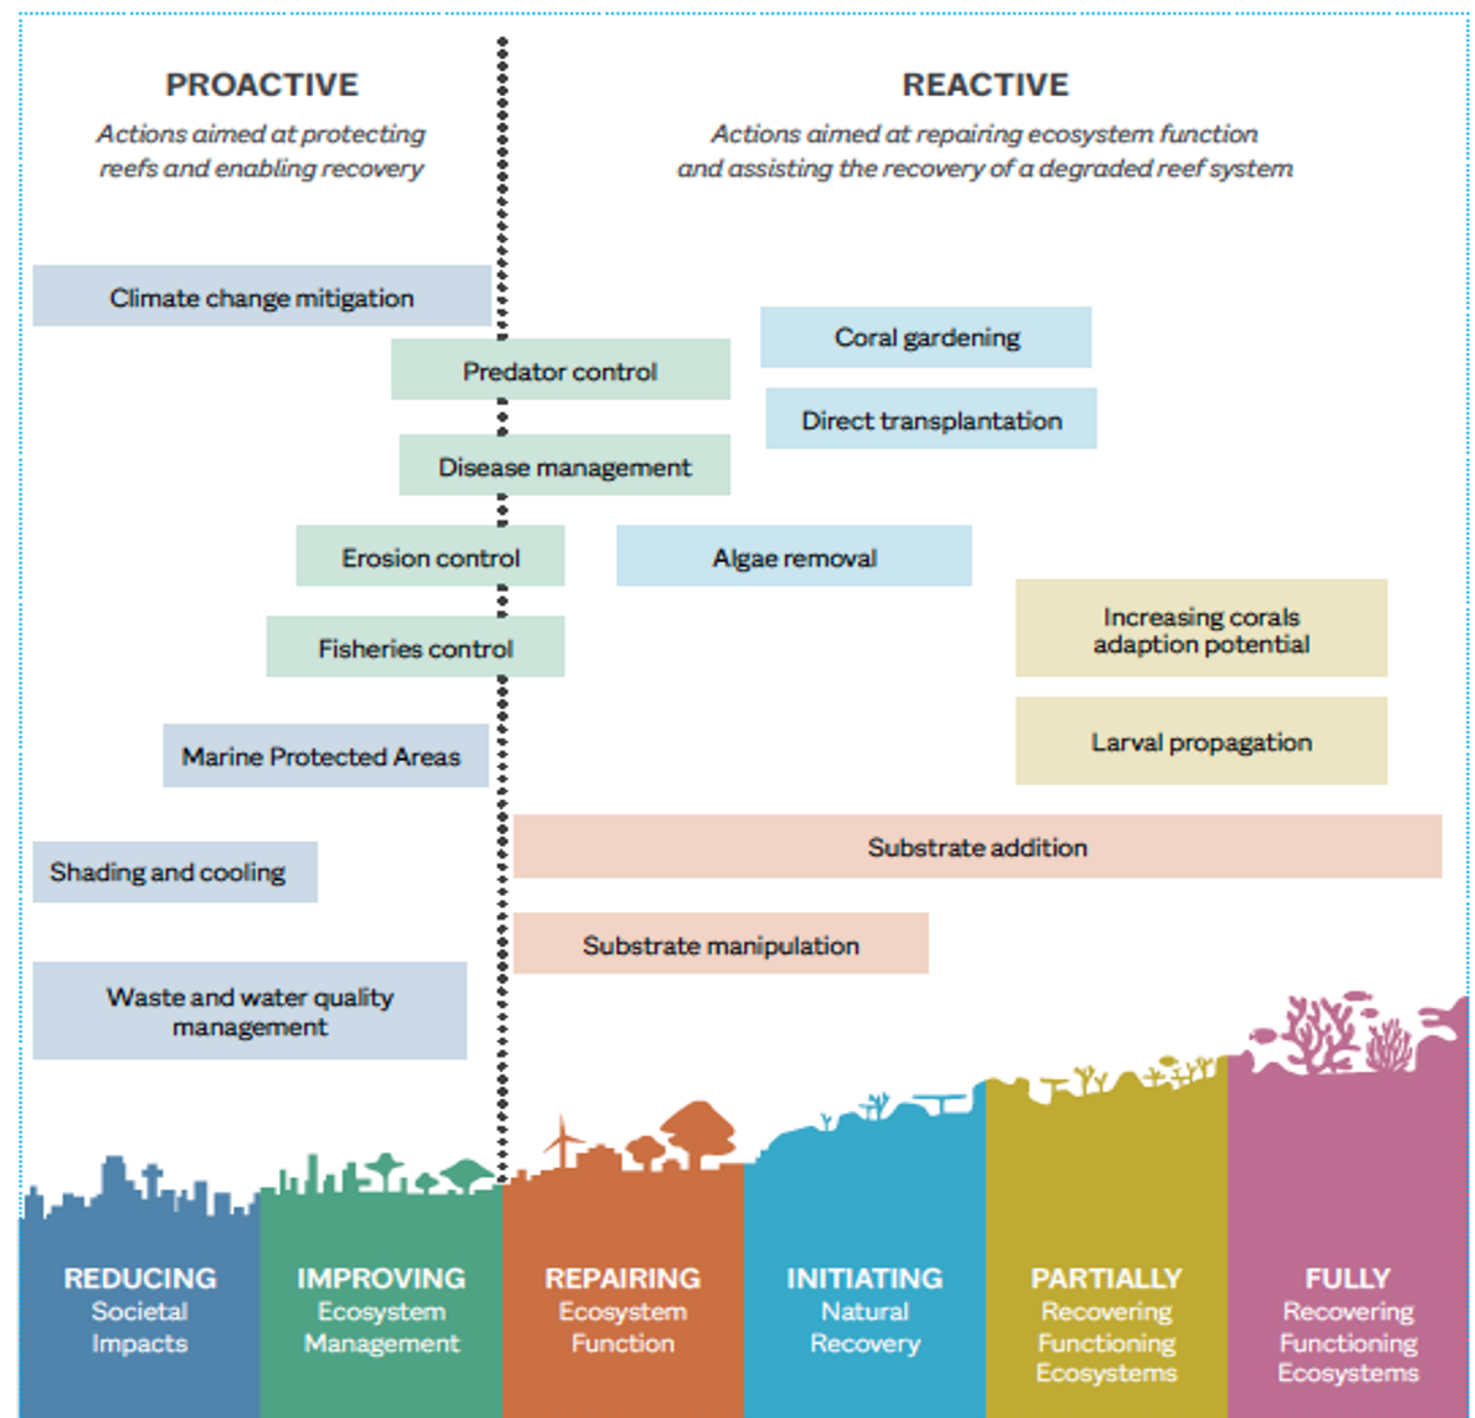 PROACTIVE
Actions aimed at protecting
reefs and enabling recovery
REACTIVE
Actions aimed at repairing ecosystem function
and assisting the recovery of a degraded reef system
Climate change mitigation
Coral gardening
Predator control
Direct transplantation
Disease management
Erosion control
Algae removal
Increasing corals
adaption potential
Fisheries control
Larval propagation
Marine Protected Areas
Substrate addition
Shading and cooling
Substrate manipulation
Waste and water quality
management
REDUCING
Societal
Impacts
IMPROVING
Ecosystem
Management
REPAIRING
Ecosystem
Function
INITIATING
Natural
Recovery
PARTIALLY
Recovering
Functioning
Ecosystems
FULLY
Recovering
Functioning
Ecosystems